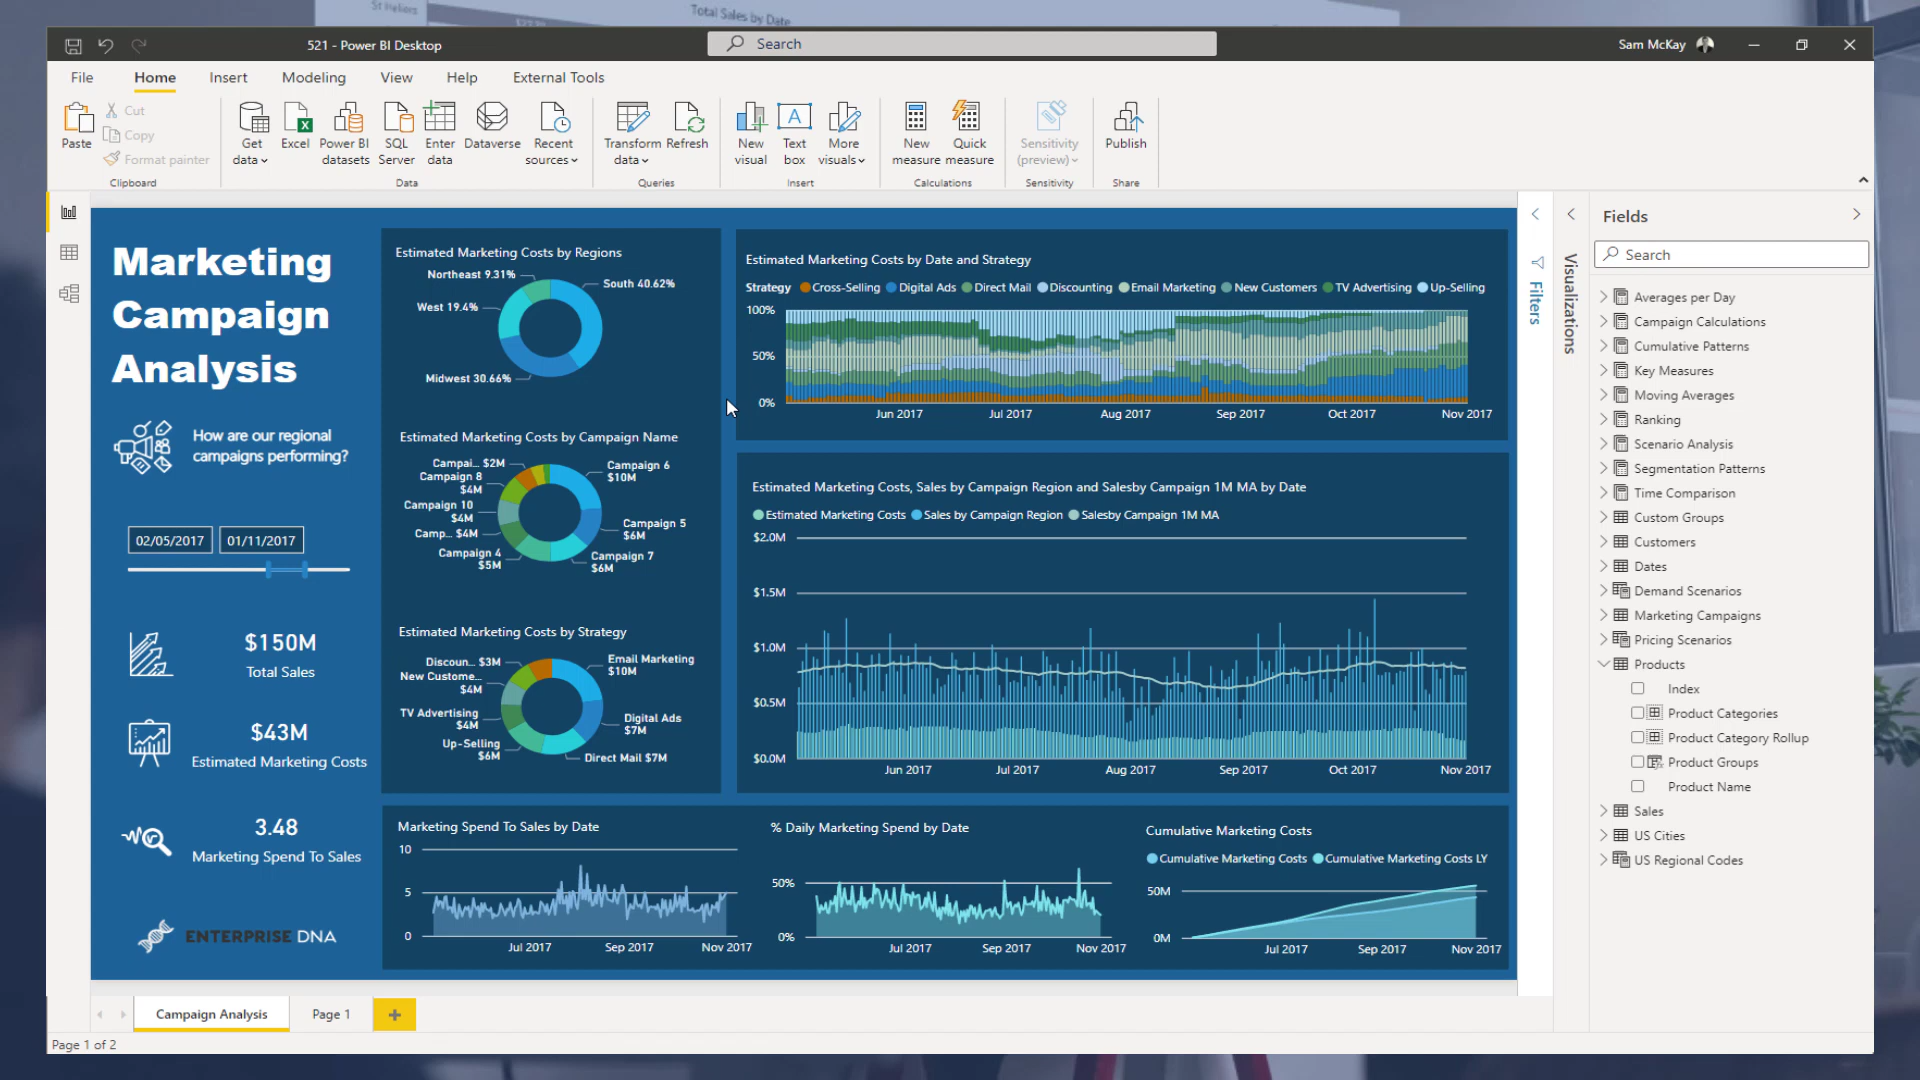 St Heliers
Total Sales by Date
521 - Power BI Desktop
Search
Sam McKay
File
Home
Insert
Modeling
View
Help
External Tools
Paste
Cut
Copy
Format painter
Clipboard
Get
data
Excel
Power BI
datasets
SQL
Server
Enter
data
Dataverse
Recent
sources
Data
Transform
data
Refresh
Queries
New
visual
Text
box
More
visuals
Insert
New
measure
Quick
measure
Calculations
Sensitivity
(preview)
Sensitivity
Publish
Share
Marketing
Campaign
Analysis
How are our regional
campaigns performing?
02/05/2017
01/11/2017
$150M
Total Sales
$43M
Estimated Marketing Costs
3.48
Marketing Spend To Sales
ENTERPRISE DNA
Estimated Marketing Costs by Regions
Northeast 9.31%
South 40.62%
West 19.4%
Midwest 30.66%
Estimated Marketing Costs by Campaign Name
Campai... $2M
Campaign 6
$10M
Campaign 8
$4M
Campaign 10
$4M
Campaign 5
$6M
Camp... $4M
Campaign 4
$5M
Campaign 7
$6M
Estimated Marketing Costs by Strategy
Discoun... $3M
Email Marketing
$10M
New Custome...
$4M
TV Advertising
$4M
Digital Ads
$7M
Up-Selling
$6M
Direct Mail $7M
Estimated Marketing Costs by Date and Strategy
Strategy Cross-Selling Digital Ads Direct Mail Discounting Email Marketing New Customers TV Advertising Up-Selling
100%
50%
0%
Jun 2017 Jul 2017 Aug 2017 Sep 2017 Oct 2017 Nov 2017
Estimated Marketing Costs, Sales by Campaign Region and Salesby Campaign 1M MA by Date
Estimated Marketing Costs Sales by Campaign Region Salesby Campaign 1M MA
$2.0M
$1.5M
$1.0M
$0.5M
$0.0M
Jun 2017 Jul 2017 Aug 2017 Sep 2017 Oct 2017 Nov 2017
Marketing Spend To Sales by Date
10
5
0
Jul 2017 Sep 2017 Nov 2017
% Daily Marketing Spend by Date
50%
0%
Jul 2017 Sep 2017 Nov 2017
Cumulative Marketing Costs
Cumulative Marketing Costs Cumulative Marketing Costs LY
50M
0M
Jul 2017 Sep 2017 Nov 2017
Filters
Visualizations
Fields
Search
Averages per Day
Campaign Calculations
Cumulative Patterns
Key Measures
Moving Averages
Ranking
Scenario Analysis
Segmentation Patterns
Time Comparison
Custom Groups
Customers
Dates
Demand Scenarios
Marketing Campaigns
Pricing Scenarios
Products
Index
Product Categories
Product Category Rollup
Product Groups
Product Name
Sales
US Cities
US Regional Codes
Campaign Analysis
Page 1
Page 1 of 2